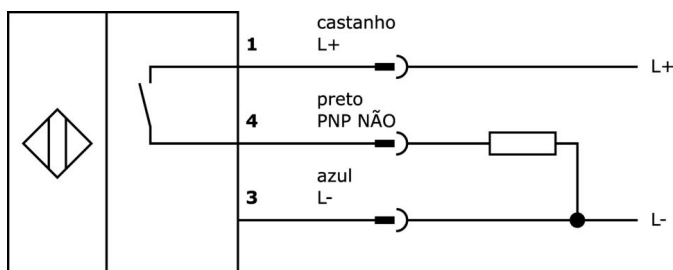 castanho
1 L+
L+
preto
4 PNP NÃO
azul
3 L-
L-